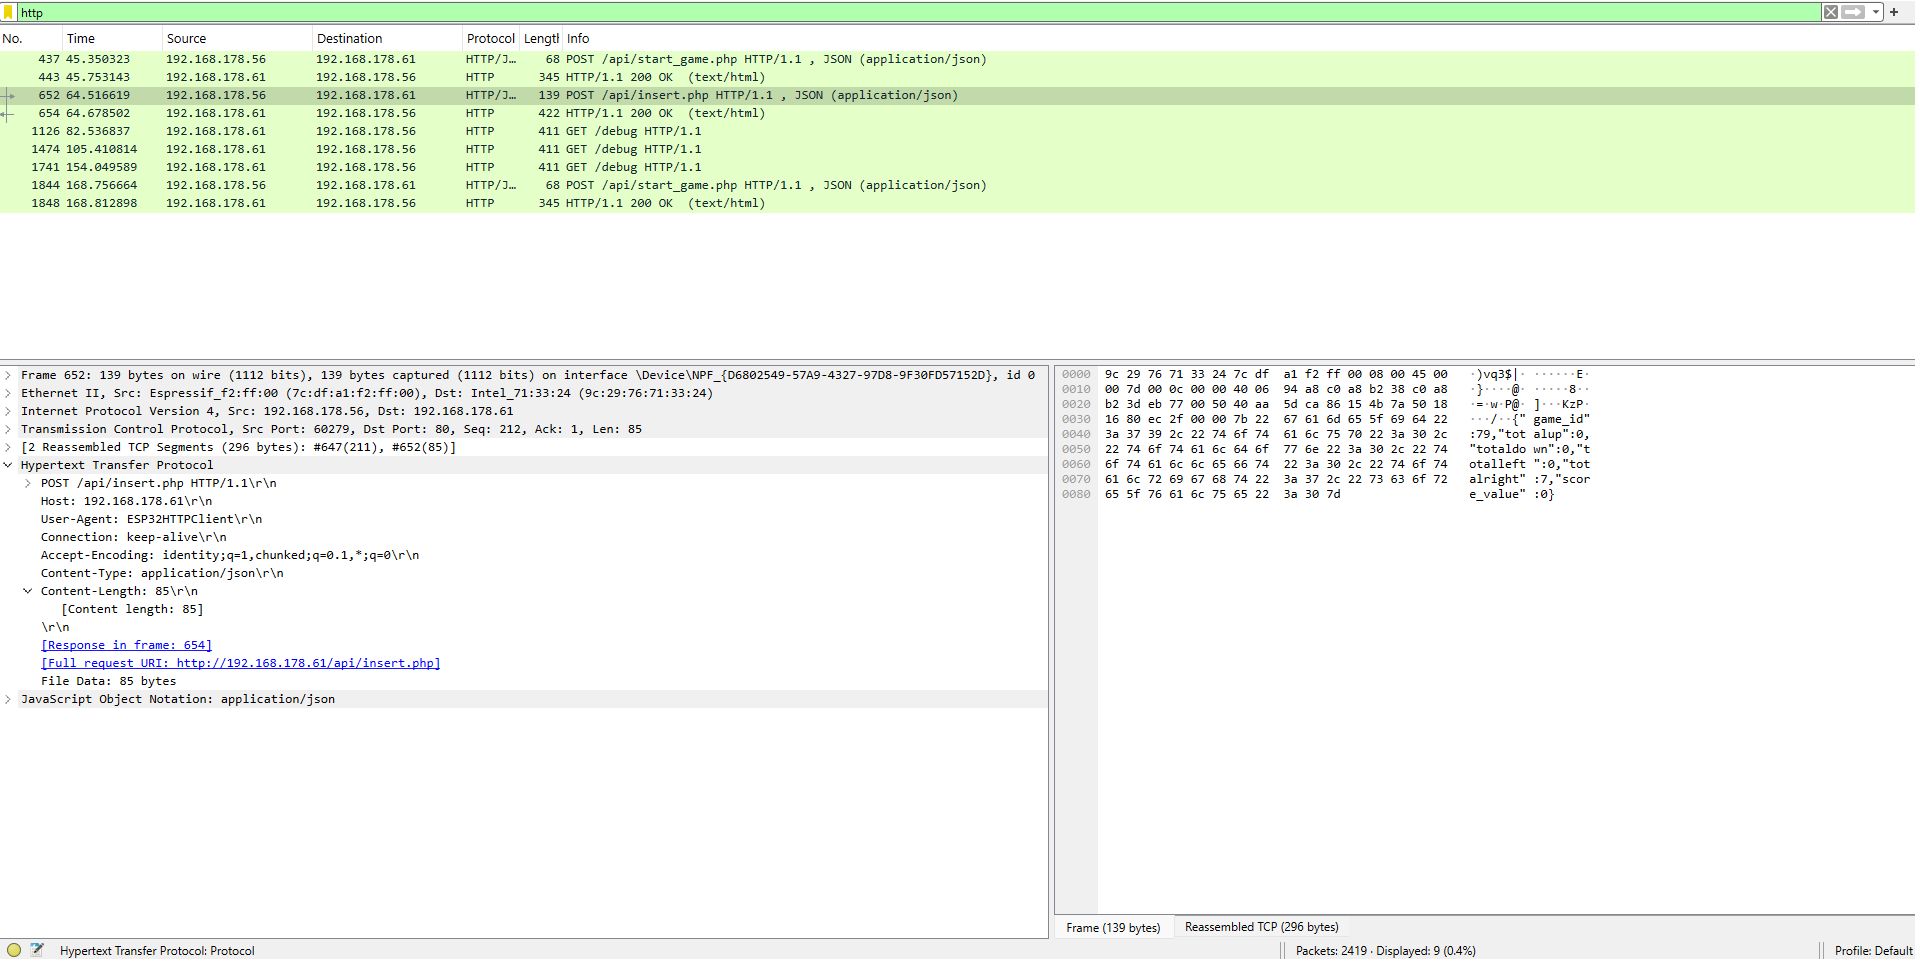 http
No. Time Source Destination Protocol Lengtl Info
437 45.350323 192.168.178.56 192.168.178.61 HTTP/J… 68 POST /api/start_game.php HTTP/1.1 , JSON (application/json)
443 45.753143 192.168.178.61 192.168.178.56 HTTP 345 HTTP/1.1 200 OK  (text/html)
652 64.516619 192.168.178.56 192.168.178.61 HTTP/J… 139 POST /api/insert.php HTTP/1.1 , JSON (application/json)
654 64.678502 192.168.178.61 192.168.178.56 HTTP 422 HTTP/1.1 200 OK  (text/html)
1126 82.536837 192.168.178.61 192.168.178.56 HTTP 411 GET /debug HTTP/1.1
1474 105.410814 192.168.178.61 192.168.178.56 HTTP 411 GET /debug HTTP/1.1
1741 154.049589 192.168.178.61 192.168.178.56 HTTP 411 GET /debug HTTP/1.1
1844 168.756664 192.168.178.56 192.168.178.61 HTTP/J… 68 POST /api/start_game.php HTTP/1.1 , JSON (application/json)
1848 168.812898 192.168.178.61 192.168.178.56 HTTP 345 HTTP/1.1 200 OK  (text/html)
Frame 652: 139 bytes on wire (1112 bits), 139 bytes captured (1112 bits) on interface \Device\NPF_{D6802549-57A9-4327-97D8-9F30FD57152D}, id 0
Ethernet II, Src: Espressif_f2:ff:00 (7c:df:a1:f2:ff:00), Dst: Intel_71:33:24 (9c:29:76:71:33:24)
Internet Protocol Version 4, Src: 192.168.178.56, Dst: 192.168.178.61
Transmission Control Protocol, Src Port: 60279, Dst Port: 80, Seq: 212, Ack: 1, Len: 85
[2 Reassembled TCP Segments (296 bytes): #647(211), #652(85)]
Hypertext Transfer Protocol
POST /api/insert.php HTTP/1.1\r\n
Host: 192.168.178.61\r\n
User-Agent: ESP32HTTPClient\r\n
Connection: keep-alive\r\n
Accept-Encoding: identity;q=1,chunked;q=0.1,*;q=0\r\n
Content-Type: application/json\r\n
Content-Length: 85\r\n
[Content length: 85]
\r\n
[Response in frame: 654]
[Full request URI: http://192.168.178.61/api/insert.php]
File Data: 85 bytes
JavaScript Object Notation: application/json
0000 9c 29 76 71 33 24 7c df a1 f2 ff 00 08 00 45 00 ·)vq3$|· ······E·
0010 00 7d 00 0c 00 00 40 06 94 a8 c0 a8 b2 38 c0 a8 ·}····@· ·····8··
0020 b2 3d eb 77 00 50 40 aa 5d ca 86 15 4b 7a 50 18 ·=·w·P@· ]···KzP·
0030 16 80 ec 2f 00 00 7b 22 67 61 6d 65 5f 69 64 22 ···/··{" game_id"
0040 3a 37 39 2c 22 74 6f 74 61 6c 75 70 22 3a 30 2c :79,"tot alup":0,
0050 22 74 6f 74 61 6c 64 6f 77 6e 22 3a 30 2c 22 74 "totaldo wn":0,"t
0060 6f 74 61 6c 6c 65 66 74 22 3a 30 2c 22 74 6f 74 otalleft ":0,"tot
0070 61 6c 72 69 67 68 74 22 3a 37 2c 22 73 63 6f 72 alright" :7,"scor
0080 65 5f 76 61 6c 75 65 22 3a 30 7d e_value" :0}
Frame (139 bytes) Reassembled TCP (296 bytes)
Hypertext Transfer Protocol: Protocol Packets: 2419 · Displayed: 9 (0.4%) Profile: Default